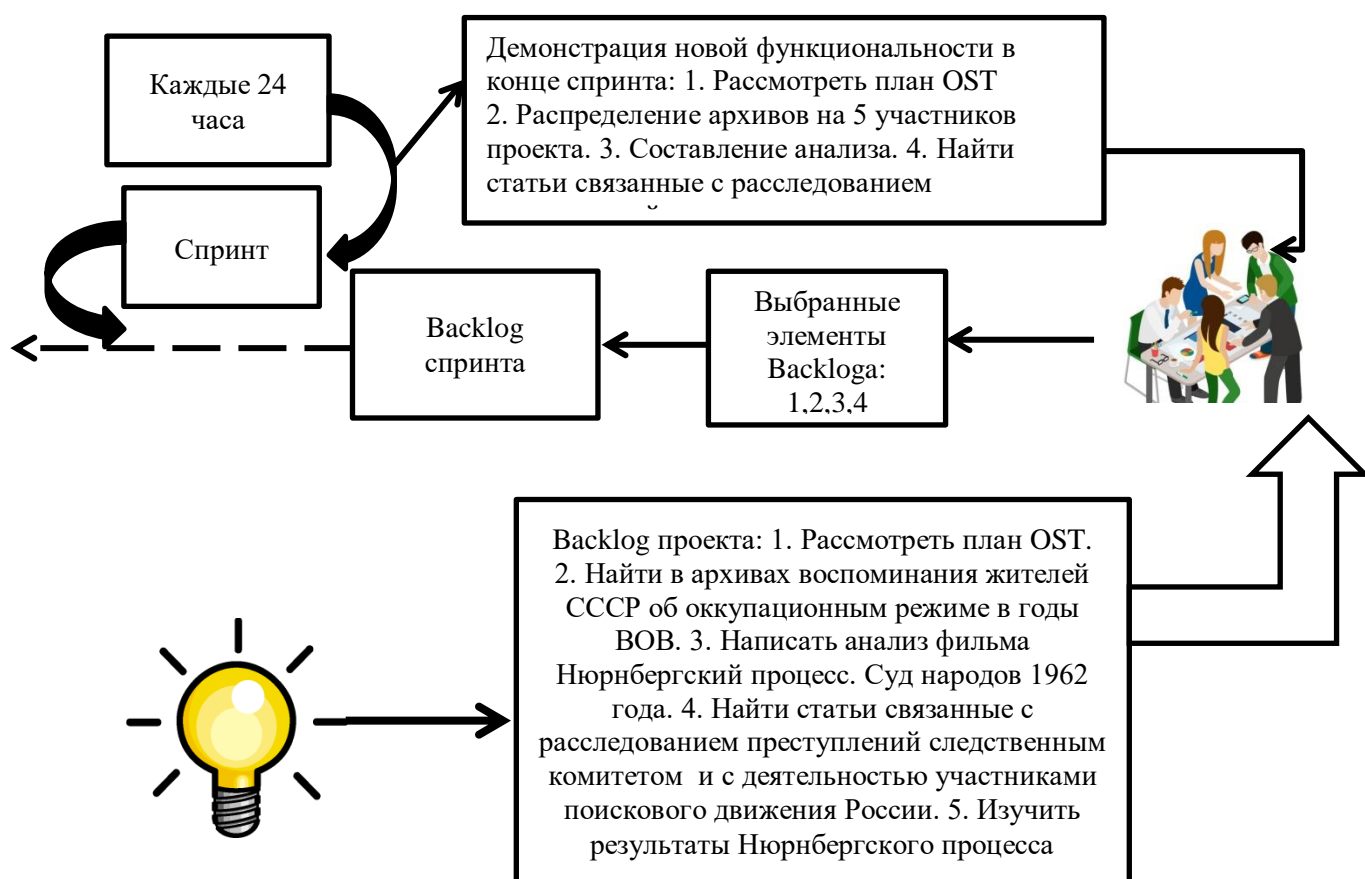 Каждые 24
часа
Демонстрация новой функциональности в
конце спринта: 1. Рассмотреть план OST
2. Распределение архивов на 5 участников
проекта. 3. Составление анализа. 4. Найти
статьи связанные с расследованием
Спринт
Backlog
спринта
Выбранные
элементы
Backloga:
1,2,3,4
Backlog проекта: 1. Рассмотреть план OST.
2. Найти в архивах воспоминания жителей
СССР об оккупационным режиме в годы
ВОВ. 3. Написать анализ фильма
Нюрнбергский процесс. Суд народов 1962
года. 4. Найти статьи связанные с
расследованием преступлений следственным
комитетом и с деятельностью участниками
поискового движения России. 5. Изучить
результаты Нюрнбергского процесса